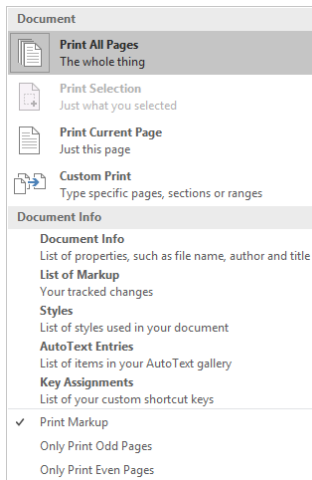 Document
Print All Pages
The whole thing
Print Selection
Just what you selected
Print Current Page
Just this page
Custom Print
Type specific pages, sections or ranges
Document Info
Document Info
List of properties, such as file name, author and title
List of Markup
Your tracked changes
Styles
List of styles used in your document
AutoText Entries
List of items in your AutoText gallery
Key Assignments
List of your custom shortcut keys
Print Markup
Only Print Odd Pages
Only Print Even Pages